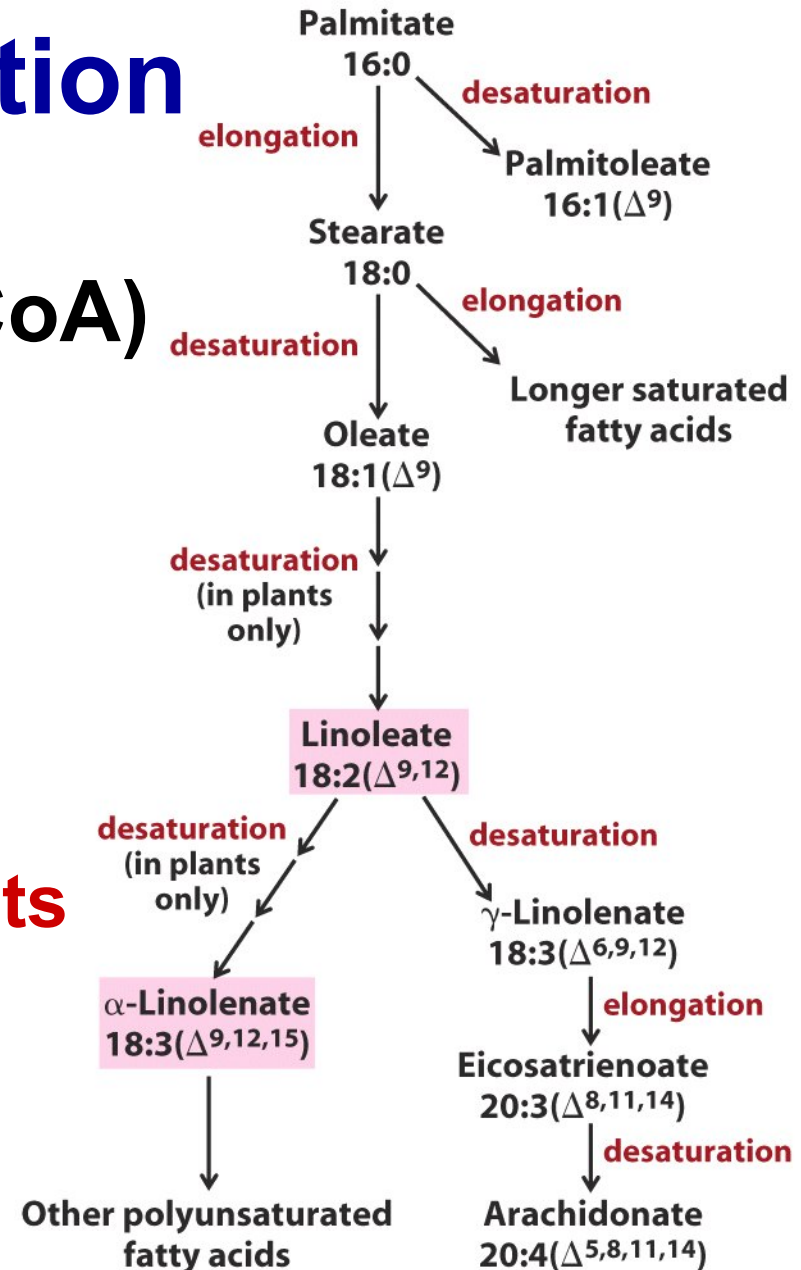 Palmitate
16:0
tion
desaturation
elongation
Palmitoleate
16:1(Δ⁹)
Stearate
18:0
CoA)
elongation
desaturation
Longer saturated
fatty acids
Oleate
18:1(Δ⁹)
desaturation
(in plants
only)
Linoleate
18:2(Δ⁹,¹²)
desaturation
(in plants
only)
desaturation
ts
γ-Linolenate
18:3(Δ⁶,⁹,¹²)
α-Linolenate
18:3(Δ⁹,¹²,¹⁵)
elongation
Eicosatrienoate
20:3(Δ⁸,¹¹,¹⁴)
desaturation
Other polyunsaturated
fatty acids
Arachidonate
20:4(Δ⁵,⁸,¹¹,¹⁴)